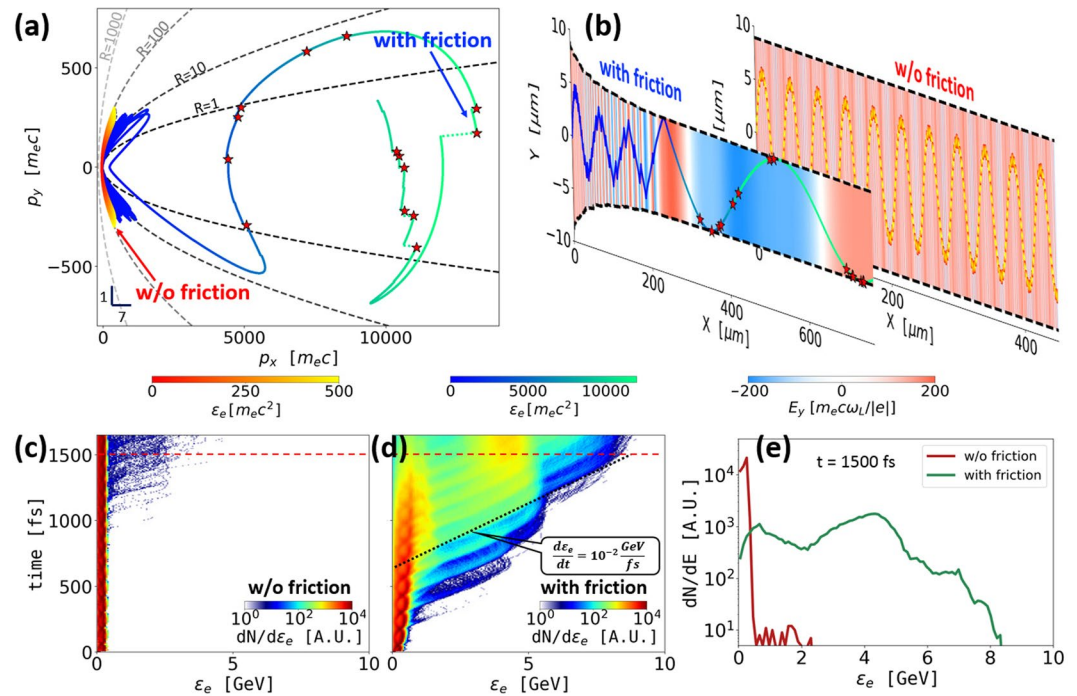 (a)
R=1000
R=100
R=10
R=1
with friction
w/o friction
1
7
500
0
−500
p_y [m_ec]
0
5000
10000
p_x [m_ec]
(b)
with friction
w/o friction
10
5
0
−5
−10
Y [μm]
10
5
0
[μm]
0
200
400
600
X [μm]
0
200
400
X [μm]
0
250
500
ε_e[m_ec²]
0
5000
10000
ε_e[m_ec²]
−200
0
200
E_y [m_ecω_L/|e|]
(c)
1500
1000
500
0
time [fs]
w/o friction
10⁰
10²
10⁴
dN/dε_e [A.U.]
0
5
10
ε_e [GeV]
(d)
dε_e/dt = 10⁻² GeV/fs
with friction
10⁰
10²
10⁴
dN/dε_e [A.U.]
0
5
10
ε_e [GeV]
(e)
t = 1500 fs
w/o friction
with friction
10⁴
10³
10²
10¹
dN/dE [A.U.]
0
2
4
6
8
10
ε_e [GeV]